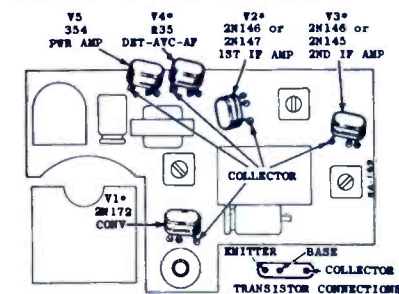 V5
354
PWR AMP
V4*
R35
DET-AVC-AF
V2*
2N146 or
2N147
1ST IF AMP
V3*
2N146 or
2N145
2ND IF AMP
COLLECTOR
V1*
2N172
CONV
EMITTER
BASE
COLLECTOR
TRANSISTOR CONNECTIONS